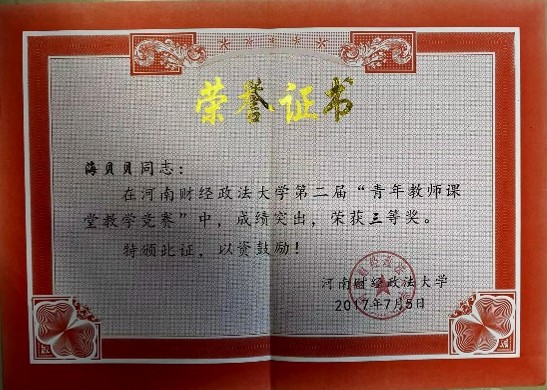 荣誉证书
海贝贝同志：
在河南财经政法大学第二届“青年教师课
堂教学竞赛”中，成绩突出，荣获三等奖。
特颁此证，以资鼓励！
河南财经政法大学
2017年7月5日